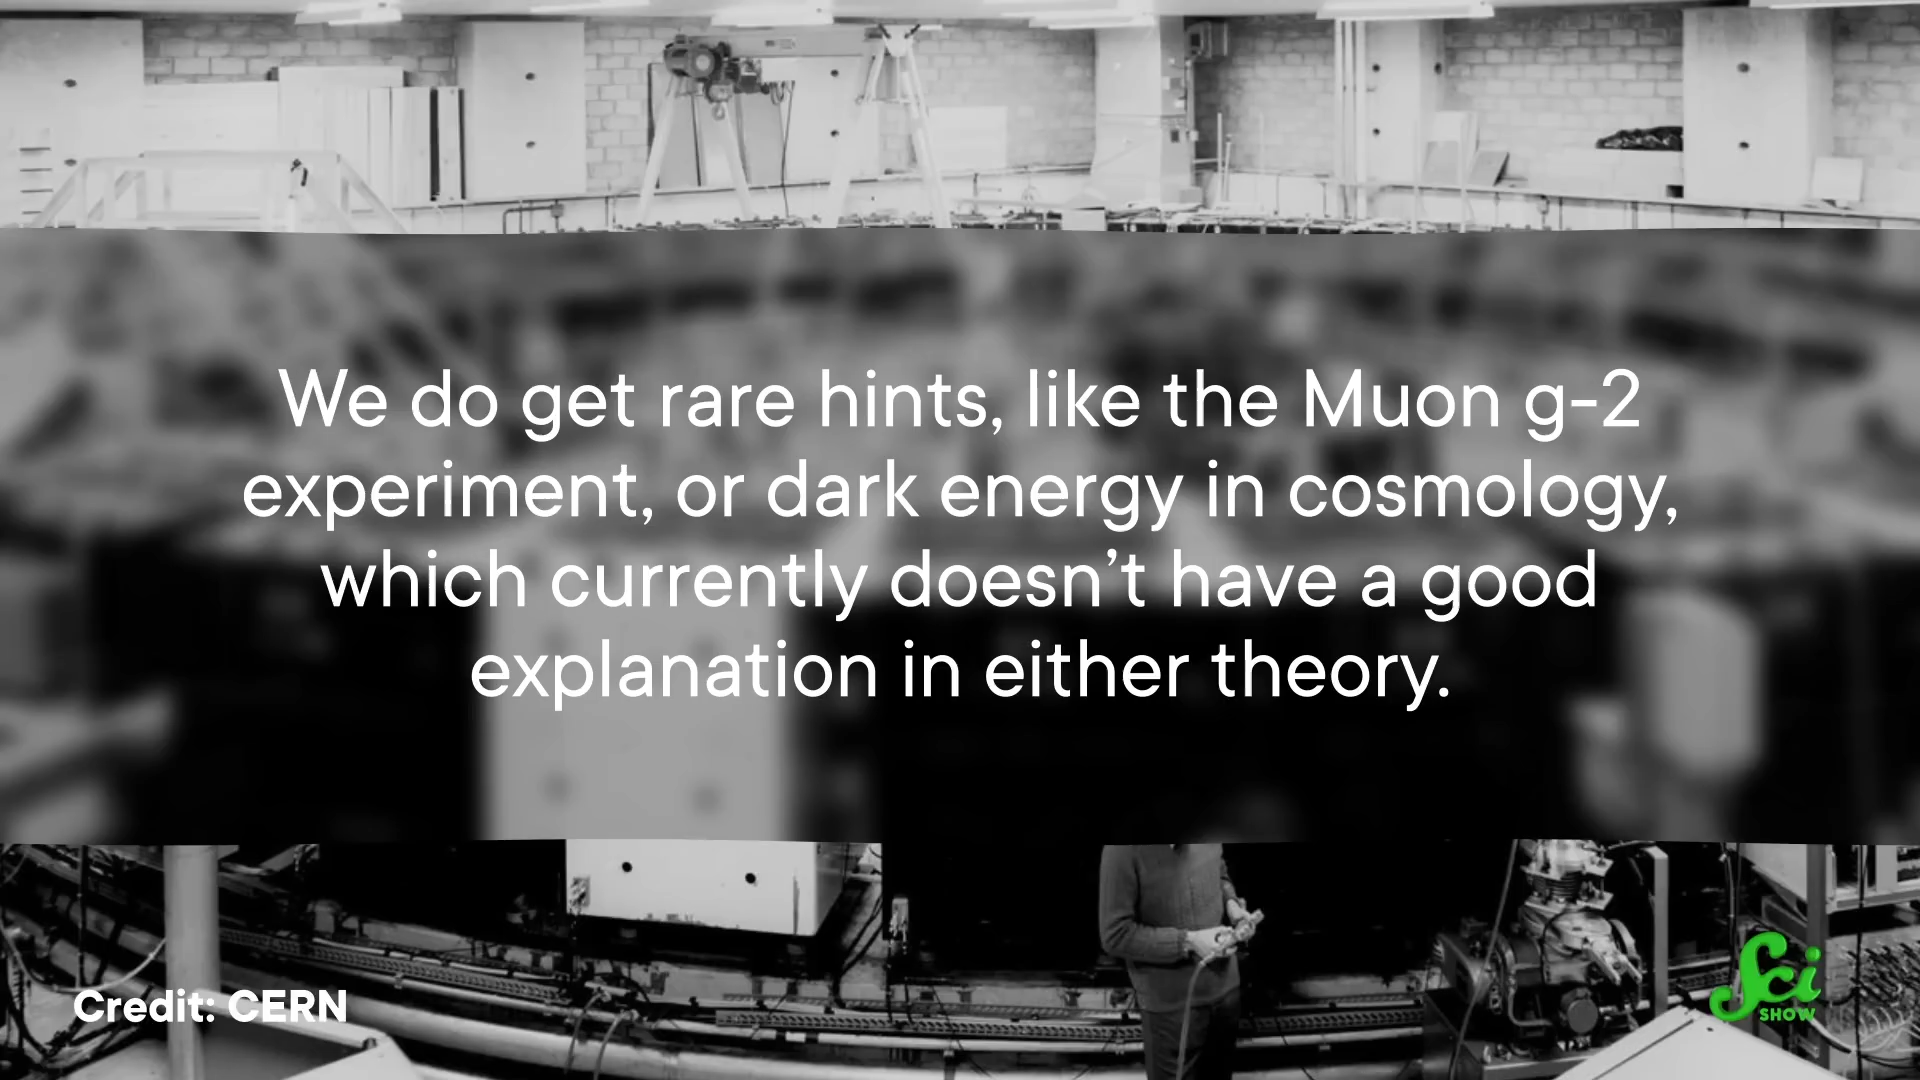 We do get rare hints, like the Muon g-2
experiment, or dark energy in cosmology,
which currently doesn’t have a good
explanation in either theory.
Credit: CERN
Sci
SHOW